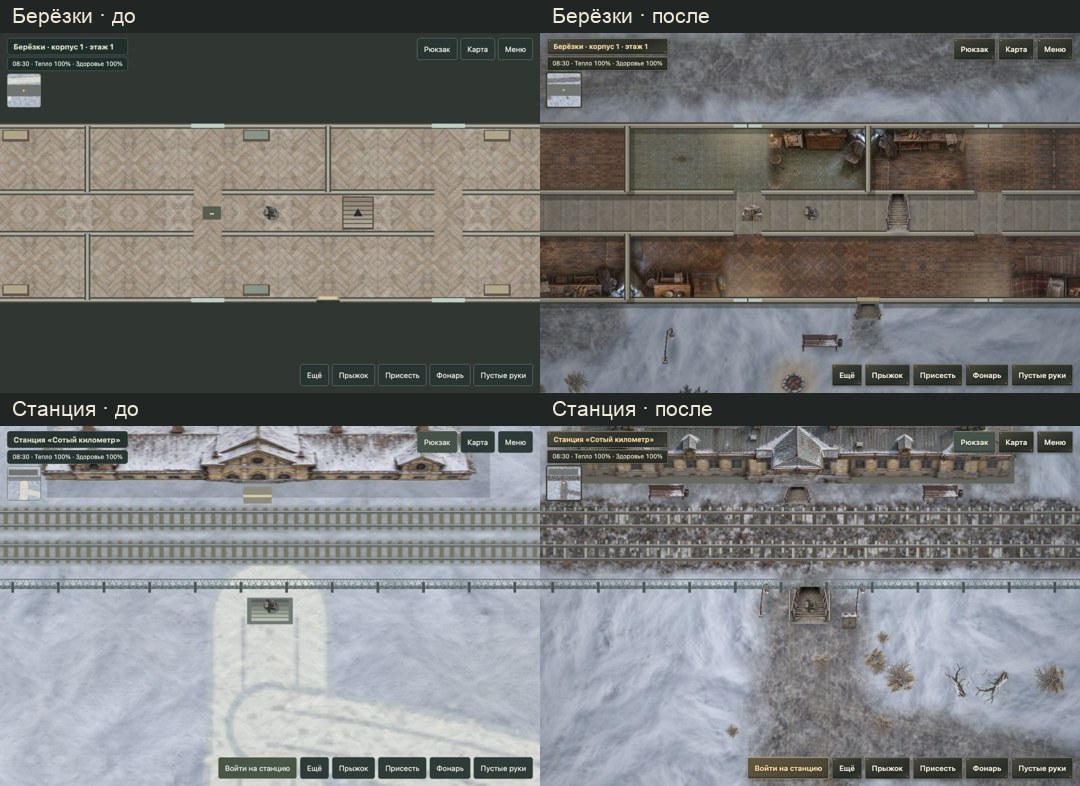 Берёзки · до
Берёзки · после
Берёзки · корпус 1 · этаж 1
Рюкзак
Карта
Меню
08:30 · Тепло 100% · Здоровье 100%
Берёзки · корпус 1 · этаж 1
Рюкзак
Карта
Меню
08:30 · Тепло 100% · Здоровье 100%
Ещё
Прыжок
Присесть
Фонарь
Пустые руки
Ещё
Прыжок
Присесть
Фонарь
Пустые руки
Станция · до
Станция · после
Станция «Сотый километр»
Рюкзак
Карта
Меню
08:30 · Тепло 100% · Здоровье 100%
Станция «Сотый километр»
Рюкзак
Карта
Меню
08:30 · Тепло 100% · Здоровье 100%
Войти на станцию
Ещё
Прыжок
Присесть
Фонарь
Пустые руки
Войти на станцию
Ещё
Прыжок
Присесть
Фонарь
Пустые руки